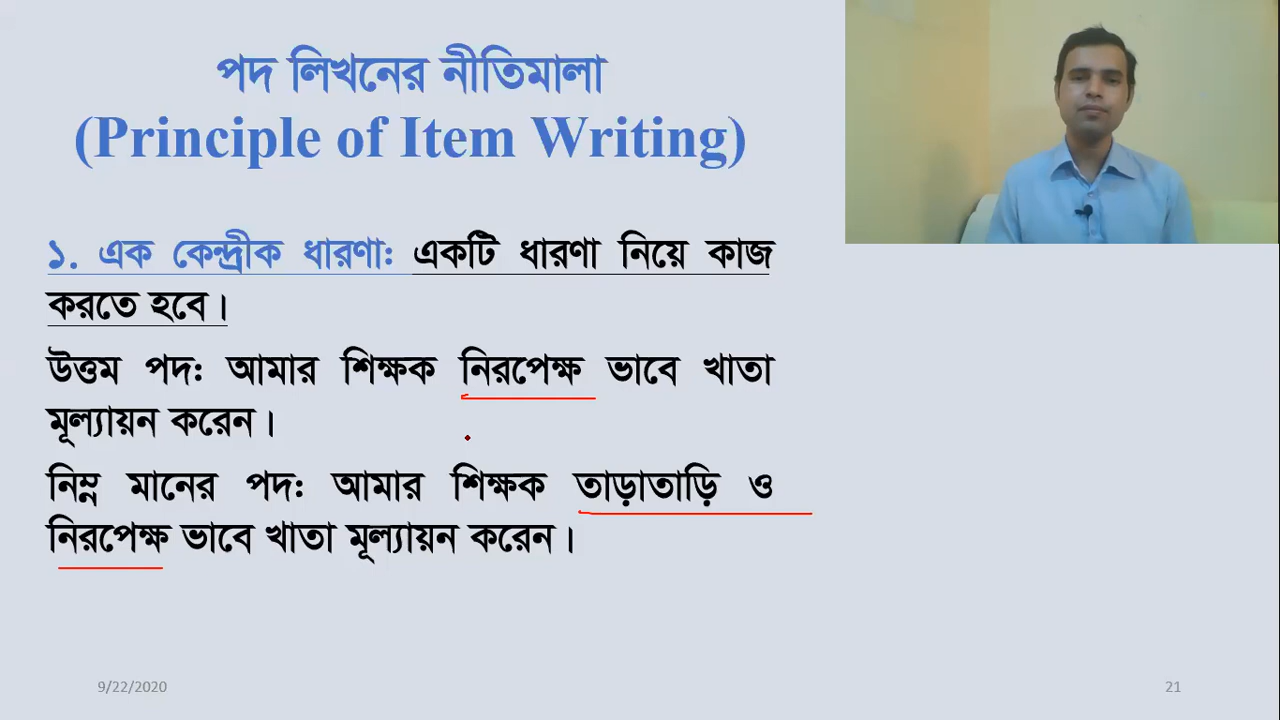 পদ লিখনের নীতিমালা
(Principle of Item Writing)
১. এক কেন্দ্রীক ধারণা: একটি ধারণা নিয়ে কাজ
করতে হবে।
উত্তম পদ: আমার শিক্ষক নিরপেক্ষ ভাবে খাতা
মূল্যায়ন করেন।
নিম্ন মানের পদ: আমার শিক্ষক তাড়াতাড়ি ও
নিরপেক্ষ ভাবে খাতা মূল্যায়ন করেন।
9/22/2020
21